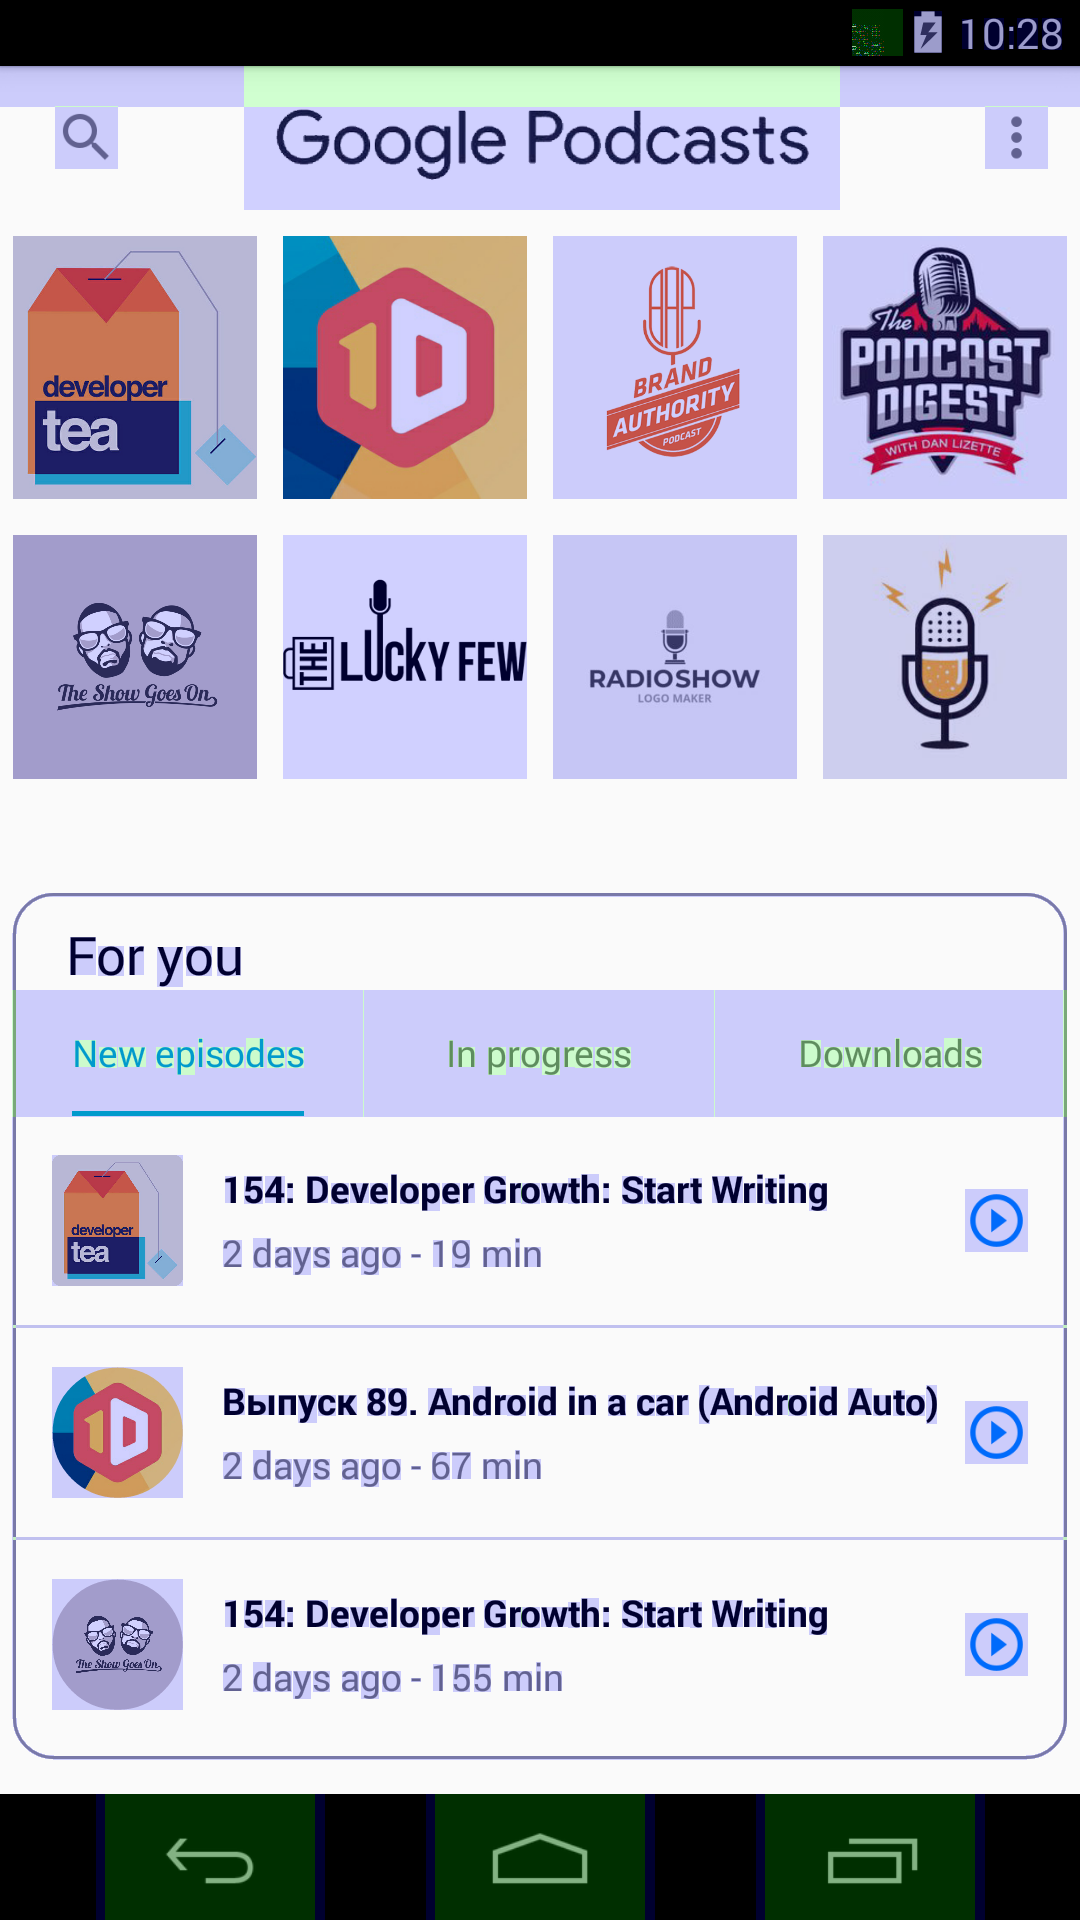 10:28
Google Podcasts
developer
tea
BRAND
AUTHORITY
PODCAST
The
PODCAST
DIGEST
WITH DAN LIZETTE
The Show Goes On
THE LUCKY FEW
RADIOSHOW
LOGO MAKER
For you
New episodes In progress Downloads
developer
tea
154: Developer Growth: Start Writing
2 days ago - 19 min
Выпуск 89. Android in a car (Android Auto)
2 days ago - 67 min
The Show Goes On
154: Developer Growth: Start Writing
2 days ago - 155 min